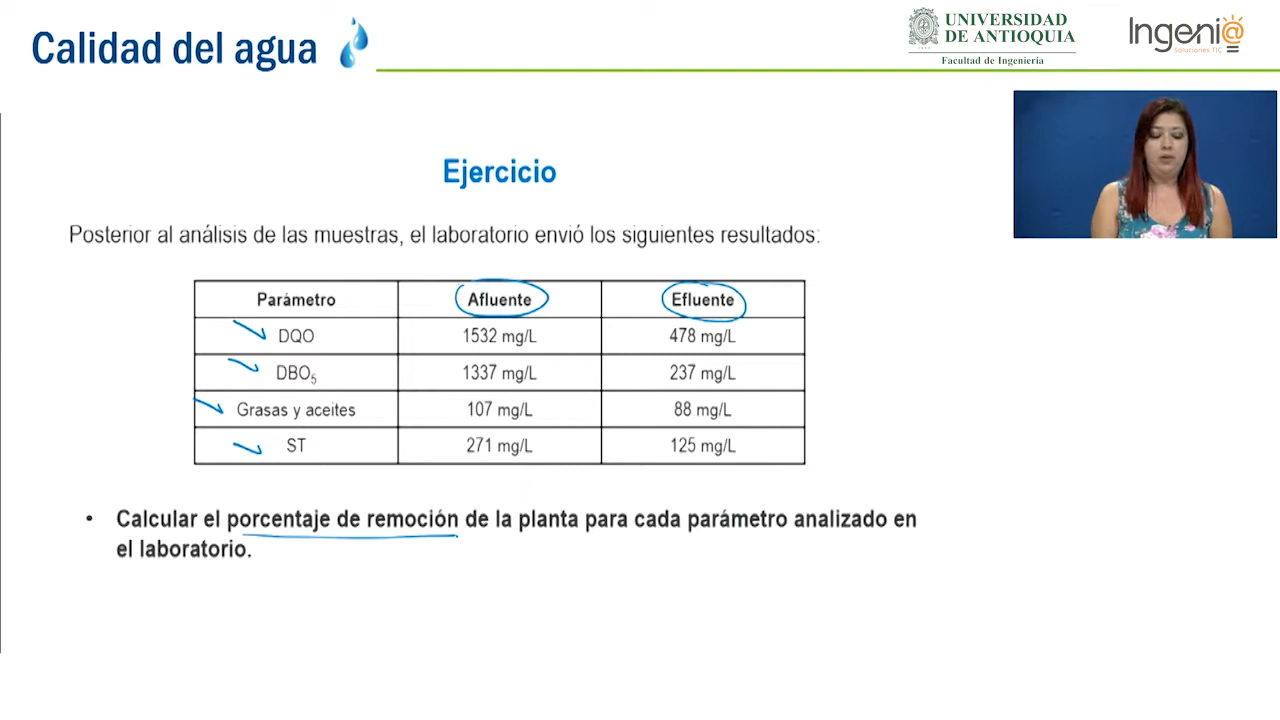 Calidad del agua
UNIVERSIDAD
DE ANTIOQUIA
Facultad de Ingeniería
Ingeni@
Soluciones TIC
Ejercicio
Posterior al análisis de las muestras, el laboratorio envió los siguientes resultados:
Parámetro Afluente Efluente
DQO 1532 mg/L 478 mg/L
DBO5 1337 mg/L 237 mg/L
Grasas y aceites 107 mg/L 88 mg/L
ST 271 mg/L 125 mg/L
• Calcular el porcentaje de remoción de la planta para cada parámetro analizado en
el laboratorio.